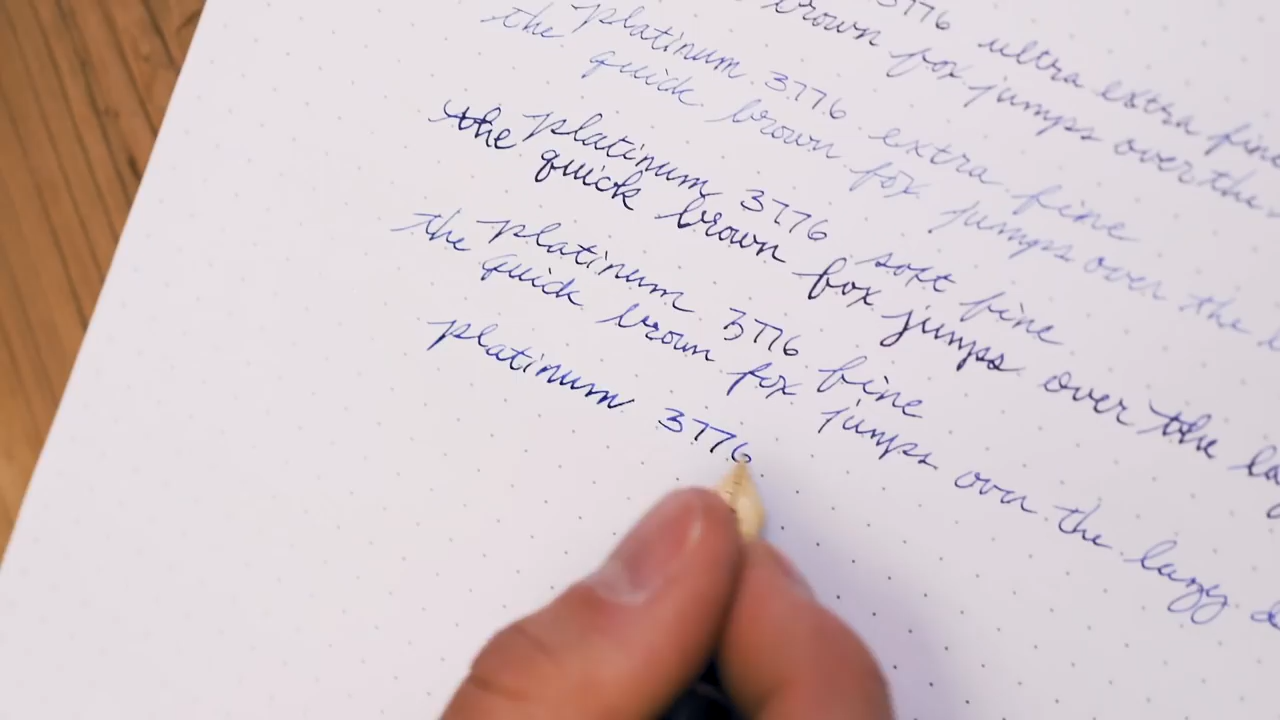 3776 ultra extra fine
brown fox jumps over the
platinum 3776 extra fine
the quick brown fox jumps over the
platinum 3776 soft fine
the quick brown fox jumps over the
platinum 3776 fine
the quick brown fox jumps over the lazy
platinum 3776